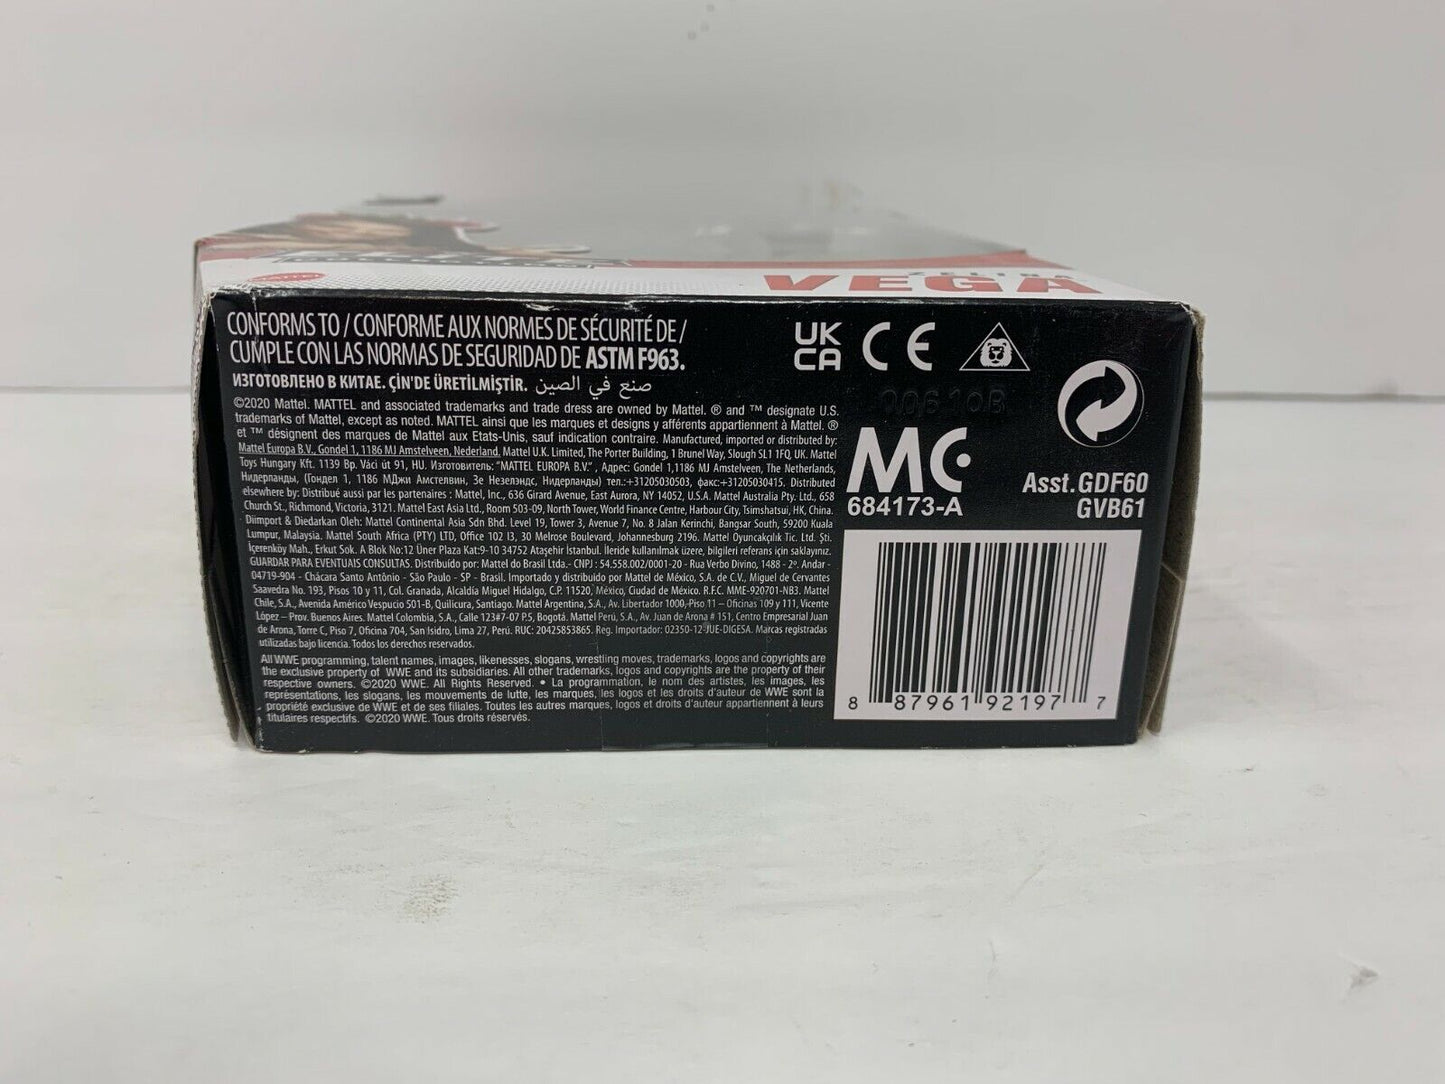 ZELINA
VEGA
CONFORMS TO / CONFORME AUX NORMES DE SÉCURITÉ DE /
CUMPLE CON LAS NORMAS DE SEGURIDAD DE ASTM F963.
ИЗГОТОВЛЕНО В КИТАЕ. ÇİN'DE ÜRETİLMİŞTİR. صنع في الصين
©2020 Mattel. MATTEL and associated trademarks and trade dress are owned by Mattel. ® and ™ designate U.S.
trademarks of Mattel, except as noted. MATTEL ainsi que les marques et designs y afférents appartiennent à Mattel. ®
et ™ désignent des marques de Mattel aux Etats-Unis, sauf indication contraire. Manufactured, imported or distributed by:
Mattel Europa B.V., Gondel 1, 1186 MJ Amstelveen, Nederland. Mattel U.K. Limited, The Porter Building, 1 Brunel Way, Slough SL1 1FQ, UK. Mattel
Toys Hungary Kft. 1139 Bp. Váci út 91, HU. Изготовитель: "MATTEL EUROPA B.V.", Адрес: Gondel 1,1186 MJ Amstelveen, The Netherlands,
Нидерланды, (Гондел 1, 1186 МДжи Амстелвин, Зе Незелэндс, Нидерланды) тел.:+31205030503, факс:+31205030415. Distributed
elsewhere by: Distribué aussi par les partenaires : Mattel, Inc., 636 Girard Avenue, East Aurora, NY 14052, U.S.A. Mattel Australia Pty. Ltd., 658
Church St., Richmond, Victoria, 3121. Mattel East Asia Ltd., Room 503-09, North Tower, World Finance Centre, Harbour City, Tsimshatsui, HK, China.
Diimport & Diedarkan Oleh: Mattel Continental Asia Sdn Bhd. Level 19, Tower 3, Avenue 7, No. 8 Jalan Kerinchi, Bangsar South, 59200 Kuala
Lumpur, Malaysia. Mattel South Africa (PTY) LTD, Office 102 I3, 30 Melrose Boulevard, Johannesburg 2196. Mattel Oyuncakçılık Tic. Ltd. Şti.
İçerenköy Mah., Erkut Sok. A Blok No:12 Üner Plaza Kat:9-10 34752 Ataşehir İstanbul. İleride kullanılmak üzere, bilgileri referans için saklayınız.
GUARDAR PARA EVENTUAIS CONSULTAS. Distribuído por: Mattel do Brasil Ltda.- CNPJ : 54.558.002/0001-20 - Rua Verbo Divino, 1488 - 2º. Andar -
04719-904 - Chácara Santo Antônio - São Paulo - SP - Brasil. Importado y distribuido por Mattel de México, S.A. de C.V., Miguel de Cervantes
Saavedra No. 193, Pisos 10 y 11, Col. Granada, Alcaldía Miguel Hidalgo, C.P. 11520, México, Ciudad de México. R.F.C. MME-920701-NB3. Mattel
Chile, S.A., Avenida Américo Vespucio 501-B, Quilicura, Santiago. Mattel Argentina, S.A., Av. Libertador 1000, Piso 11 – Oficinas 109 y 111, Vicente
López – Prov. Buenos Aires. Mattel Colombia, S.A., Calle 123#7-07 P.5, Bogotá. Mattel Perú, S.A., Av. Juan de Arona # 151, Centro Empresarial Juan
de Arona, Torre C, Piso 7, Oficina 704, San Isidro, Lima 27, Perú. RUC: 20425853865. Reg. Importador: 02350-12-JUE-DIGESA. Marcas registradas
utilizadas bajo licencia. Todos los derechos reservados.
All WWE programming, talent names, images, likenesses, slogans, wrestling moves, trademarks, logos and copyrights are
the exclusive property of WWE and its subsidiaries. All other trademarks, logos and copyrights are the property of their
respective owners. ©2020 WWE. All Rights Reserved. • La programmation, le nom des artistes, les images, les
représentations, les slogans, les mouvements de lutte, les marques, les logos et les droits d'auteur de WWE sont la
propriété exclusive de WWE et de ses filiales. Toutes les autres marques, logos et droits d'auteur appartiennent à leurs
titulaires respectifs. ©2020 WWE. Tous droits réservés.
UK
CA CE
MC
684173-A
Asst.GDF60
GVB61
8 87961 92197 7